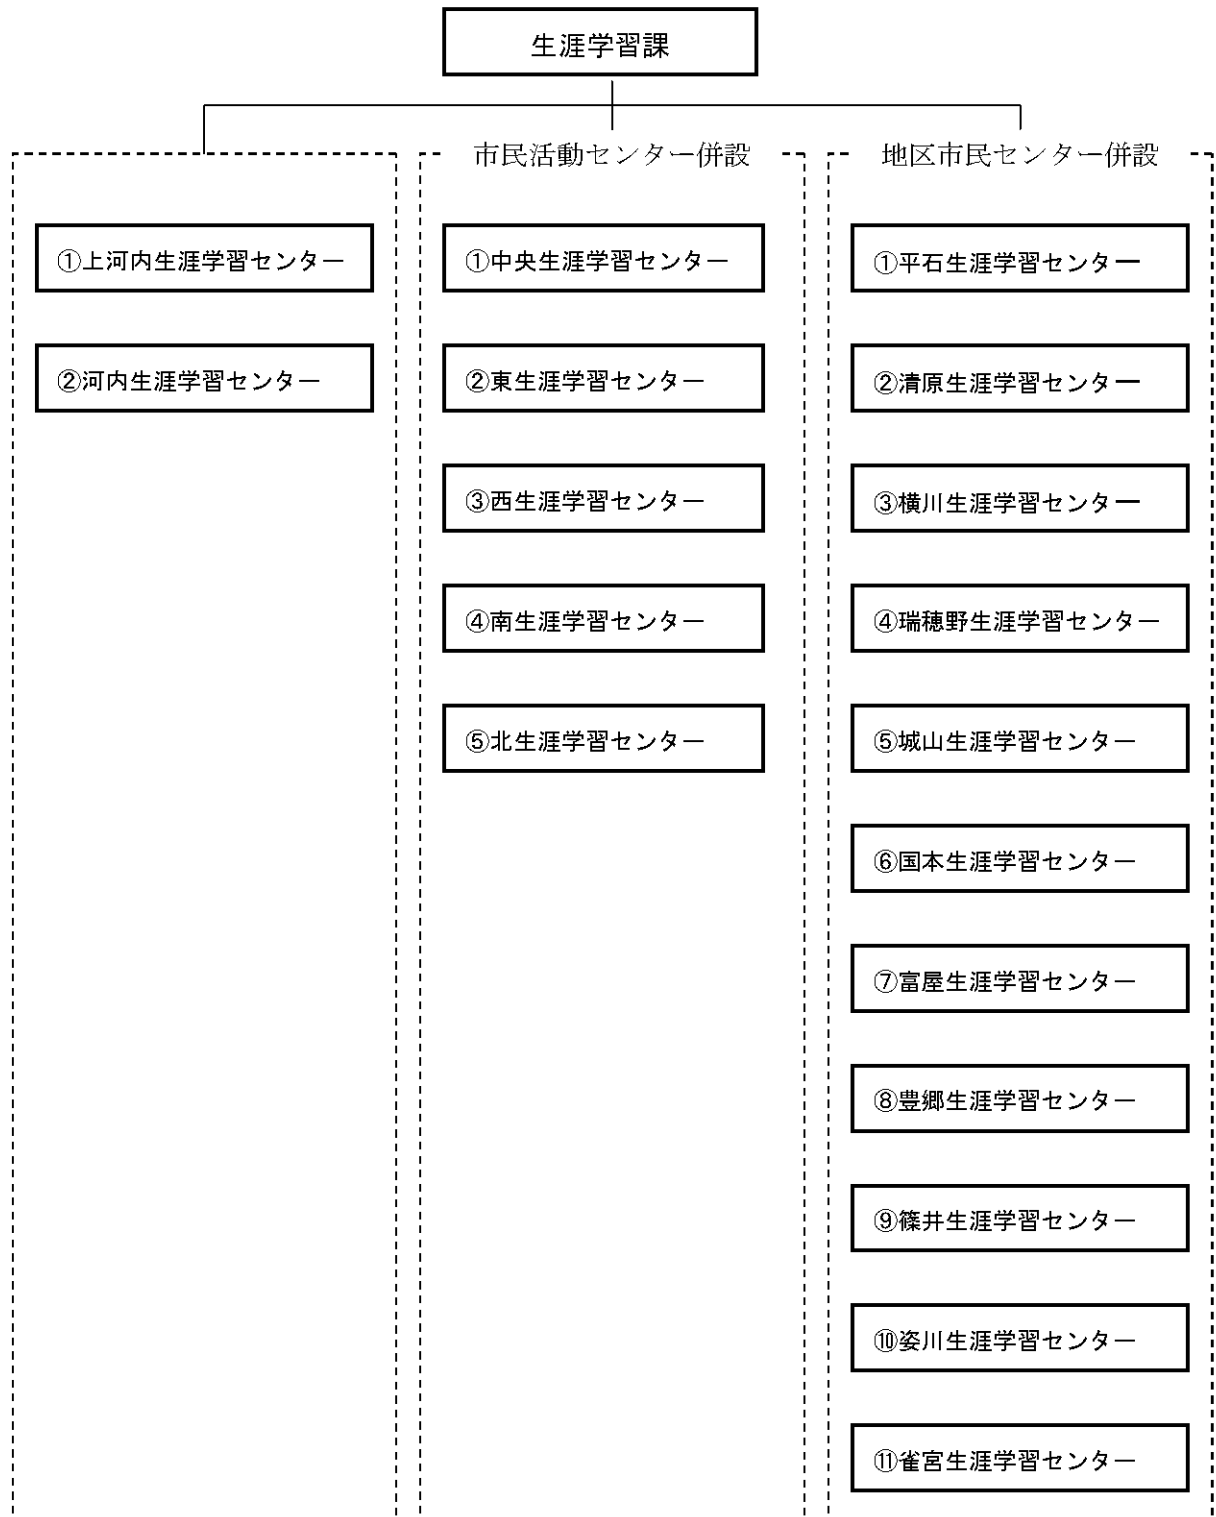 生涯学習課
①上河内生涯学習センター
②河内生涯学習センター
市民活動センター併設
①中央生涯学習センター
②東生涯学習センター
③西生涯学習センター
④南生涯学習センター
⑤北生涯学習センター
地区市民センター併設
①平石生涯学習センター
②清原生涯学習センター
③横川生涯学習センター
④瑞穂野生涯学習センター
⑤城山生涯学習センター
⑥国本生涯学習センター
⑦富屋生涯学習センター
⑧豊郷生涯学習センター
⑨篠井生涯学習センター
⑩姿川生涯学習センター
⑪雀宮生涯学習センター